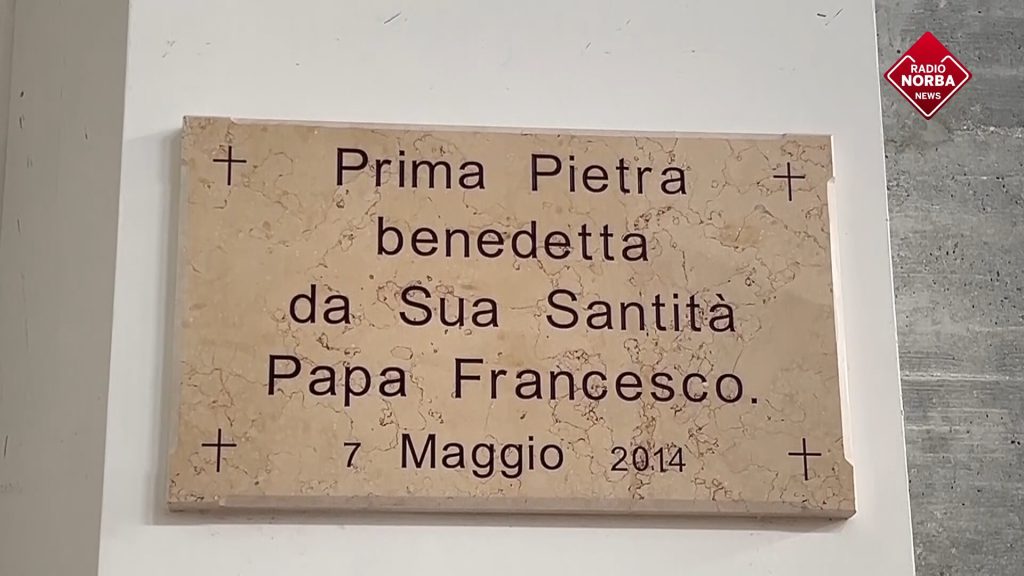 RADIO
NORBA
NEWS
Prima Pietra
benedetta
da Sua Santità
Papa Francesco.
7 Maggio 2014